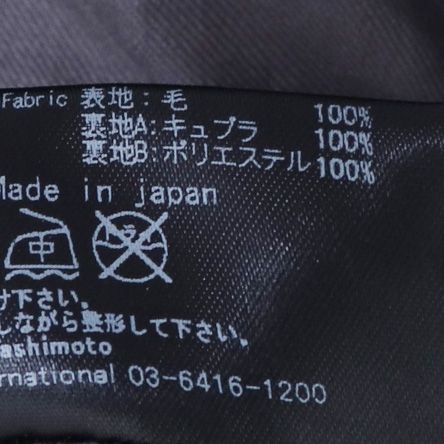 Fabric 表地：毛 100%
裏地A：キュプラ 100%
裏地B：ポリエステル 100%
Made in japan
中
け下さい。
しながら整形して下さい。
ashimoto
ernational 03-6416-1200